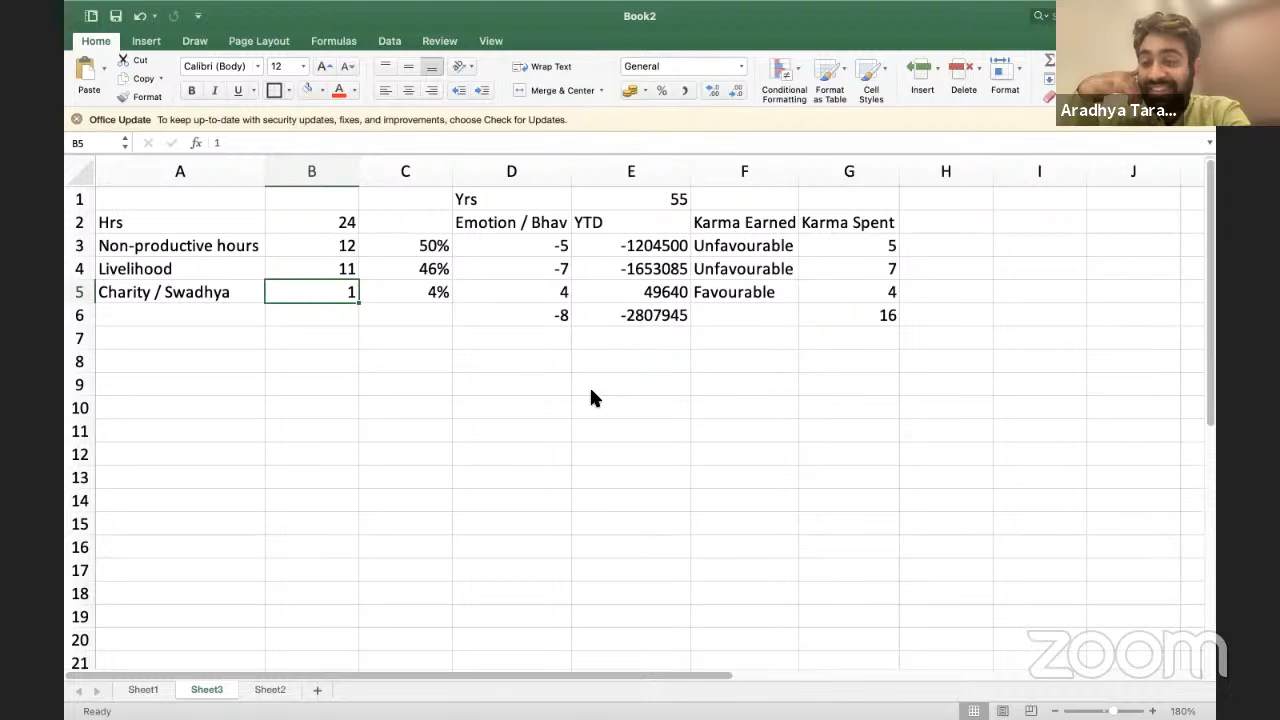 Book2
Home Insert Draw Page Layout Formulas Data Review View
Paste Cut Copy Format Calibri (Body) 12 A A B I U A Wrap Text Merge & Center General % Conditional Formatting Format as Table Cell Styles Insert Delete Format
Aradhya Tara...
Office Update To keep up-to-date with security updates, fixes, and improvements, choose Check for Updates.
B5 fx 1
A B C D E F G H I J
1 Yrs 55
2 Hrs 24 Emotion / Bhav YTD Karma Earned Karma Spent
3 Non-productive hours 12 50% -5 -1204500 Unfavourable 5
4 Livelihood 11 46% -7 -1653085 Unfavourable 7
5 Charity / Swadhya 1 4% 4 49640 Favourable 4
6 -8 -2807945 16
7
8
9
10
11
12
13
14
15
16
17
18
19
20
21
zoom
Sheet1 Sheet3 Sheet2 +
Ready 180%